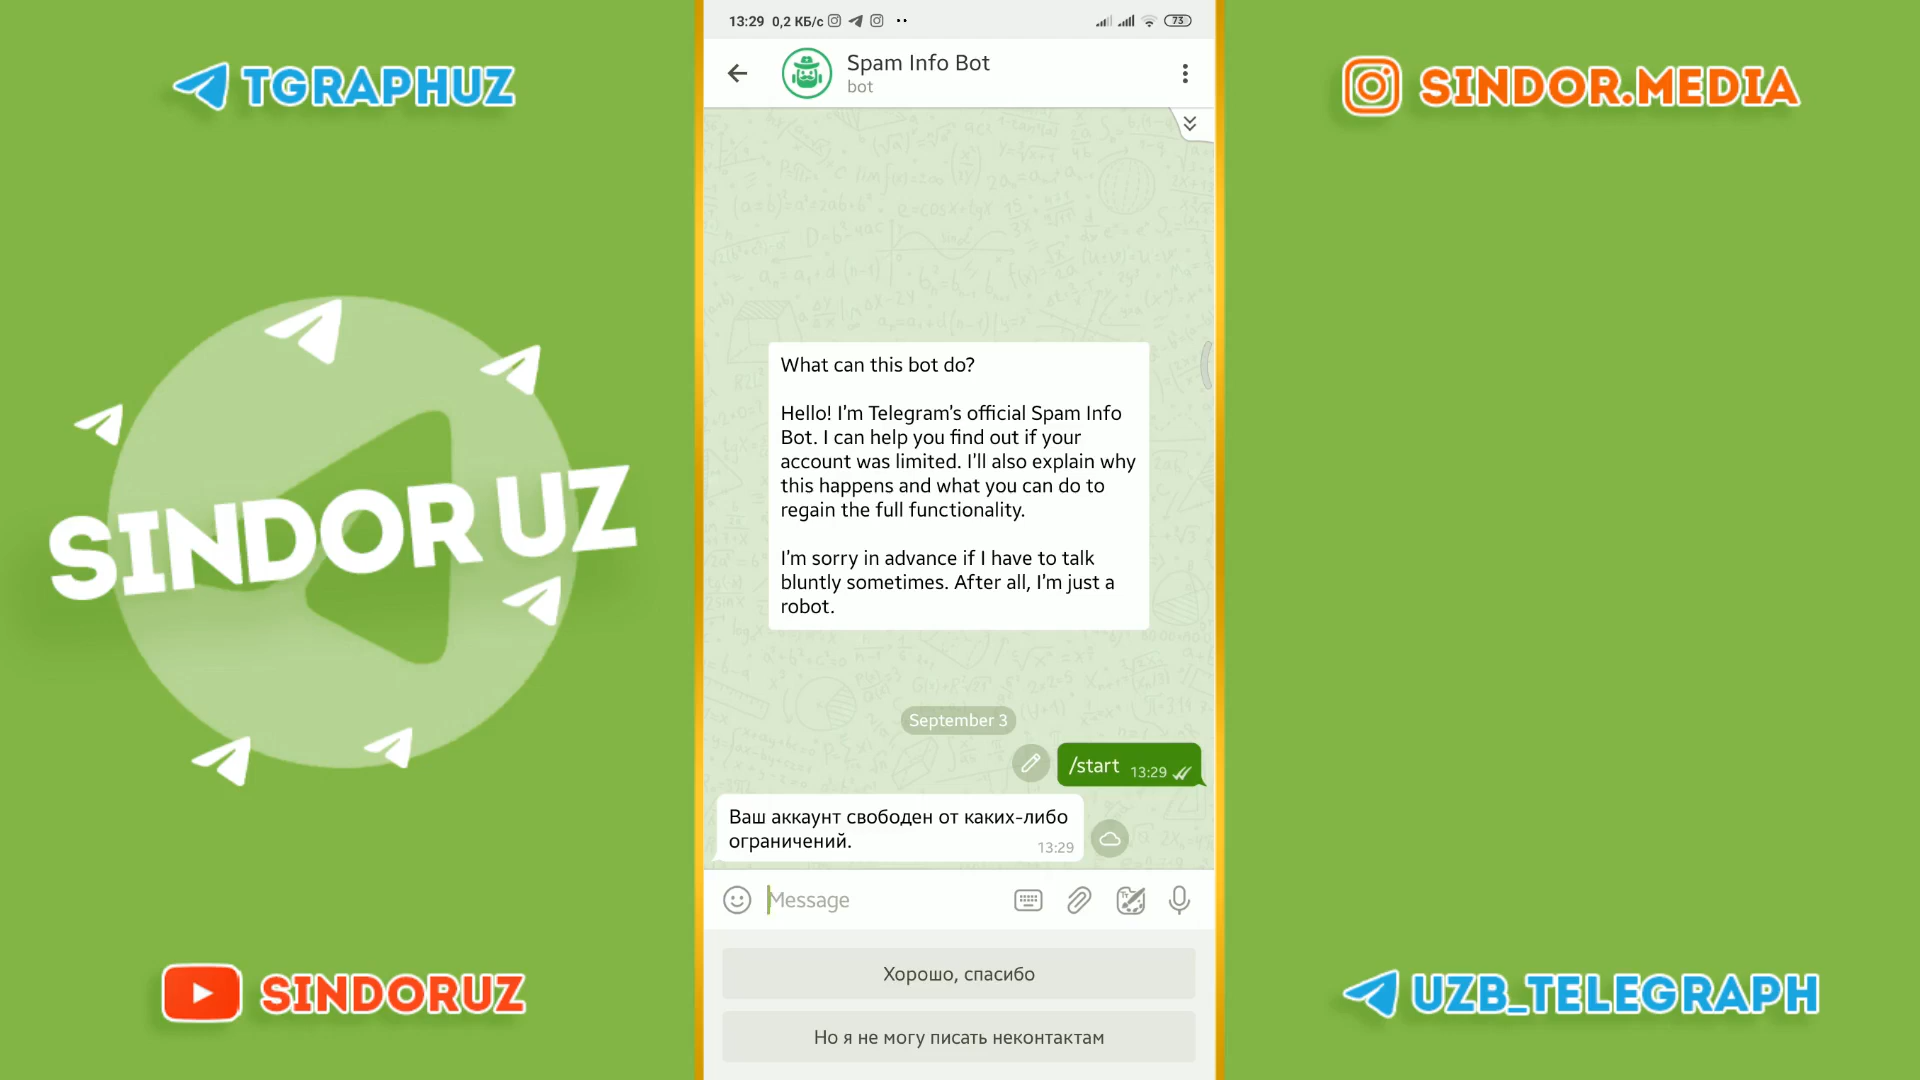 TGRAPHUZ
SINDOR.MEDIA
SINDOR UZ
SINDORUZ
UZB_TELEGRAPH
13:29 0,2 КБ/с
73
Spam Info Bot
bot
What can this bot do?
Hello! I'm Telegram's official Spam Info
Bot. I can help you find out if your
account was limited. I'll also explain why
this happens and what you can do to
regain the full functionality.
I'm sorry in advance if I have to talk
bluntly sometimes. After all, I'm just a
robot.
September 3
/start 13:29
Ваш аккаунт свободен от каких-либо
ограничений.
13:29
Message
Хорошо, спасибо
Но я не могу писать неконтактам